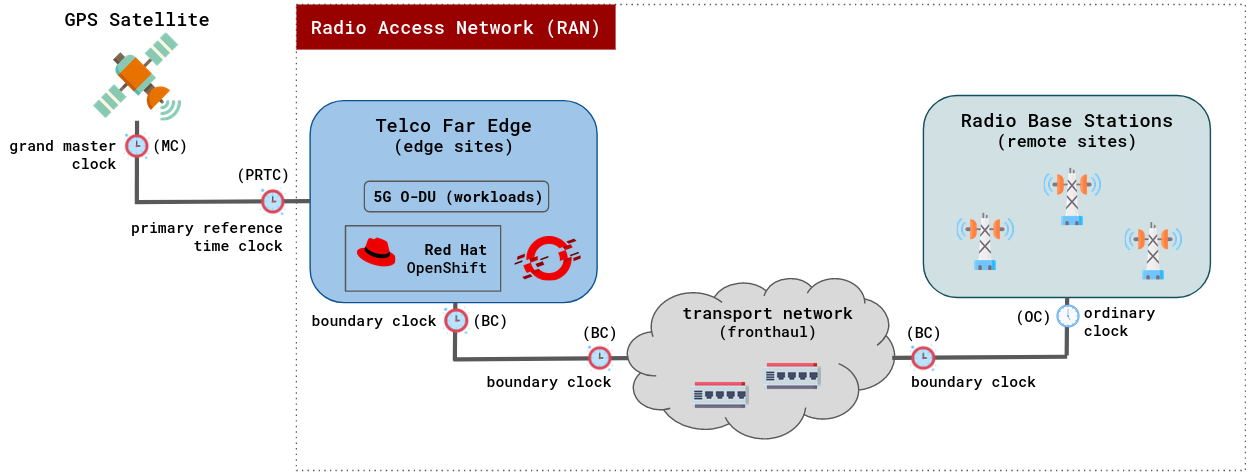 GPS Satellite
Radio Access Network (RAN)
grand master
clock
(MC)
(PRTC)
primary reference
time clock
Telco Far Edge
(edge sites)
5G O-DU (workloads)
Red Hat
OpenShift
boundary clock
(BC)
(BC)
boundary clock
transport network
(fronthaul)
(BC)
boundary clock
Radio Base Stations
(remote sites)
(OC)
ordinary
clock